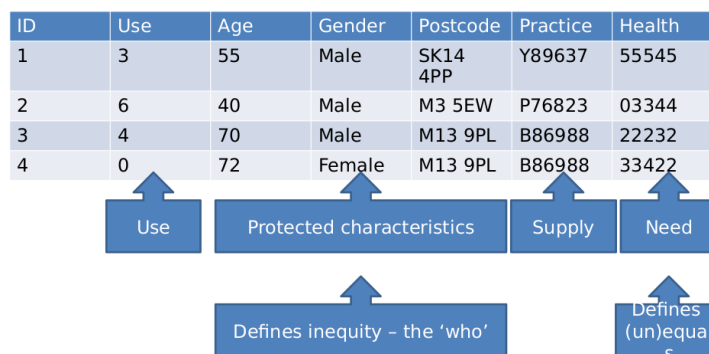 ID Use Age Gender Postcode Practice Health
1 3 55 Male SK14 4PP Y89637 55545
2 6 40 Male M3 5EW P76823 03344
3 4 70 Male M13 9PL B86988 22232
4 0 72 Female M13 9PL B86988 33422
Use Protected characteristics Supply Need
Defines inequity – the ‘who’
Defines
(un)equa
s